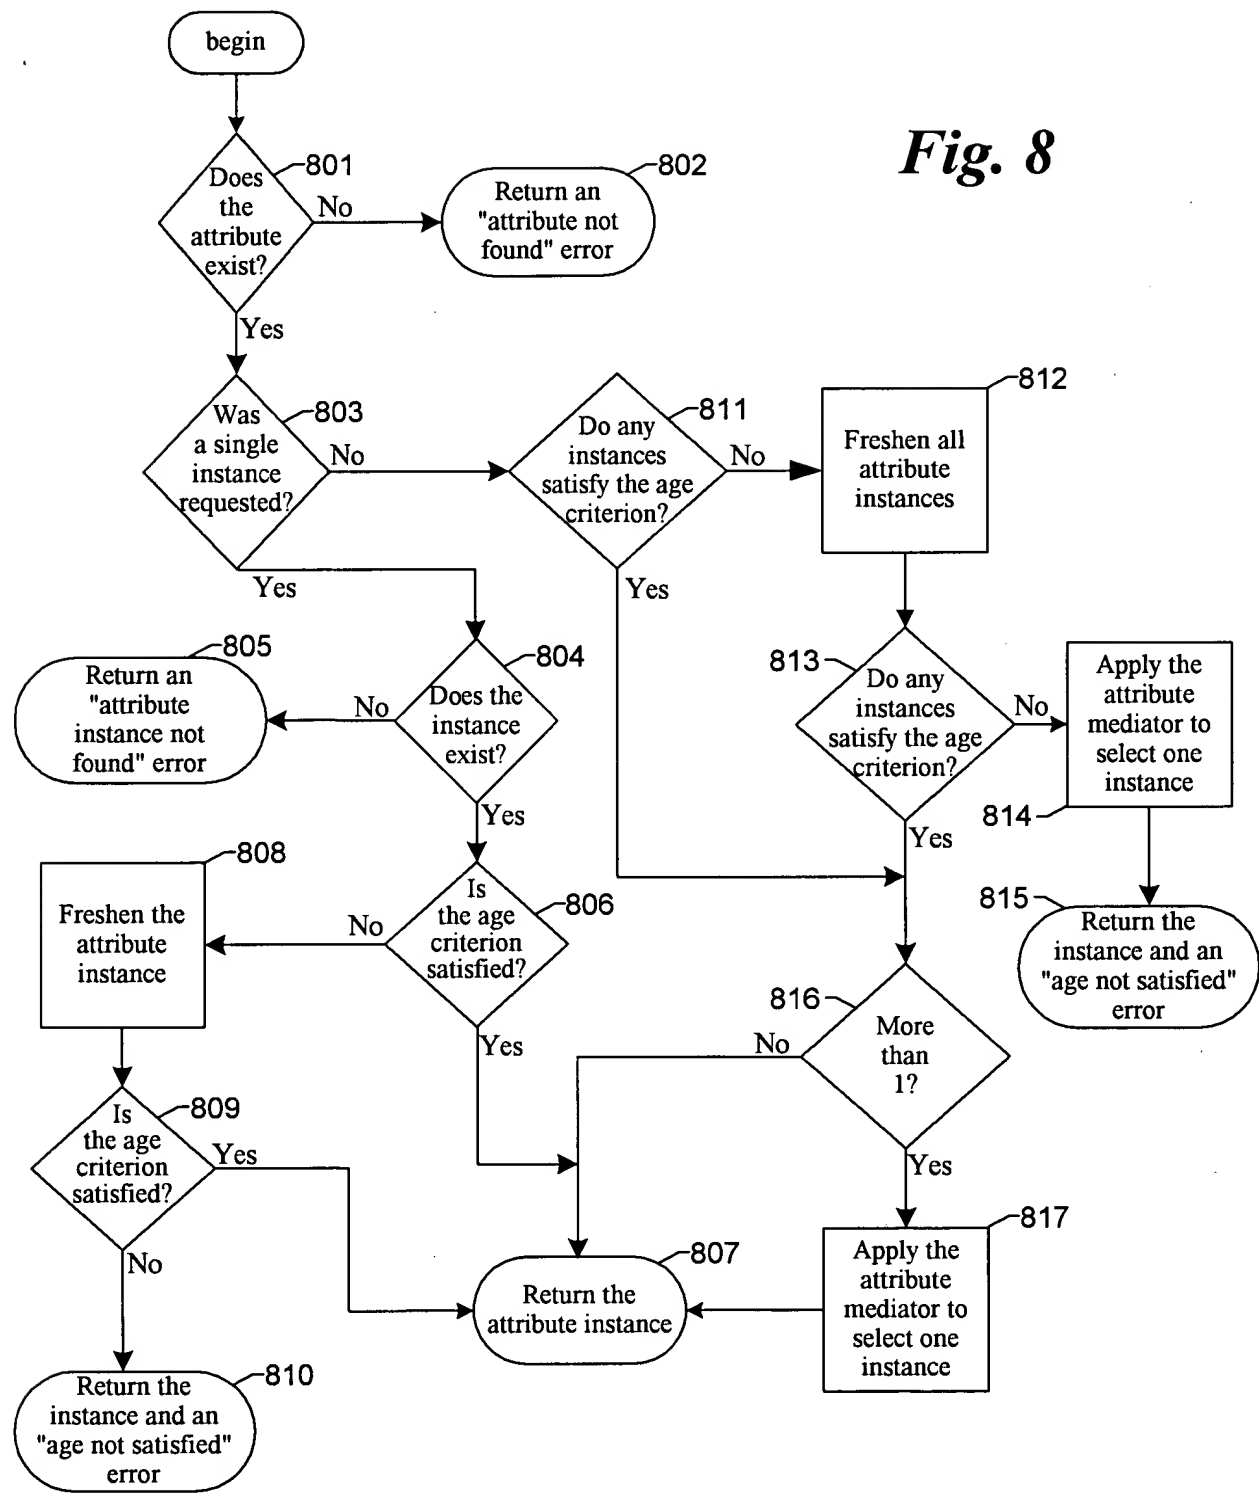 begin
Fig. 8
801
Does
the
attribute
exist?
No
802
Return an
"attribute not
found" error
Yes
803
Was
a single
instance
requested?
No
811
Do any
instances
satisfy the age
criterion?
No
812
Freshen all
attribute
instances
Yes
Yes
805
Return an
"attribute
instance not
found" error
No
804
Does the
instance
exist?
Yes
813
Do any
instances
satisfy the age
criterion?
No
Apply the
attribute
mediator to
select one
instance
814
Yes
808
Freshen the
attribute
instance
No
806
Is
the age
criterion
satisfied?
Yes
815
Return the
instance and an
"age not satisfied"
error
816
More
than
1?
No
Yes
809
Is
the age
criterion
satisfied?
Yes
No
807
Return the
attribute instance
817
Apply the
attribute
mediator to
select one
instance
810
Return the
instance and an
"age not satisfied"
error